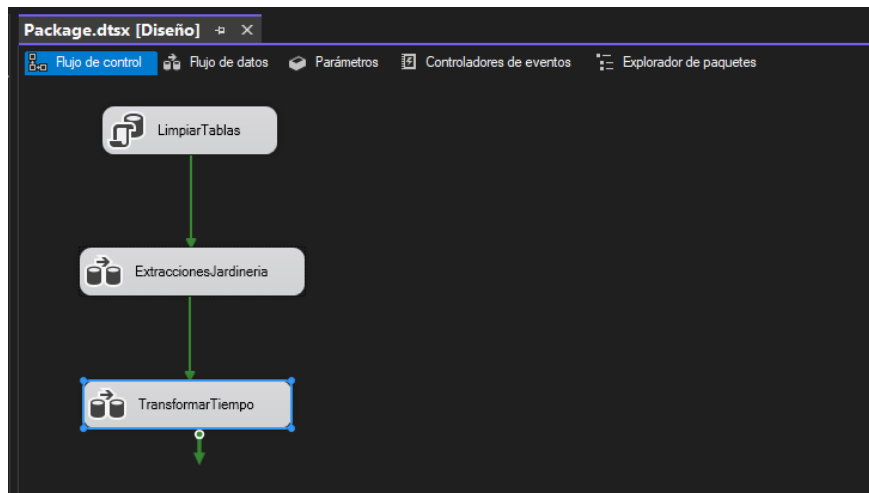 Package.dtsx [Diseño]
Flujo de control Flujo de datos Parámetros Controladores de eventos Explorador de paquetes
LimpiarTablas
ExtraccionesJardineria
TransformarTiempo